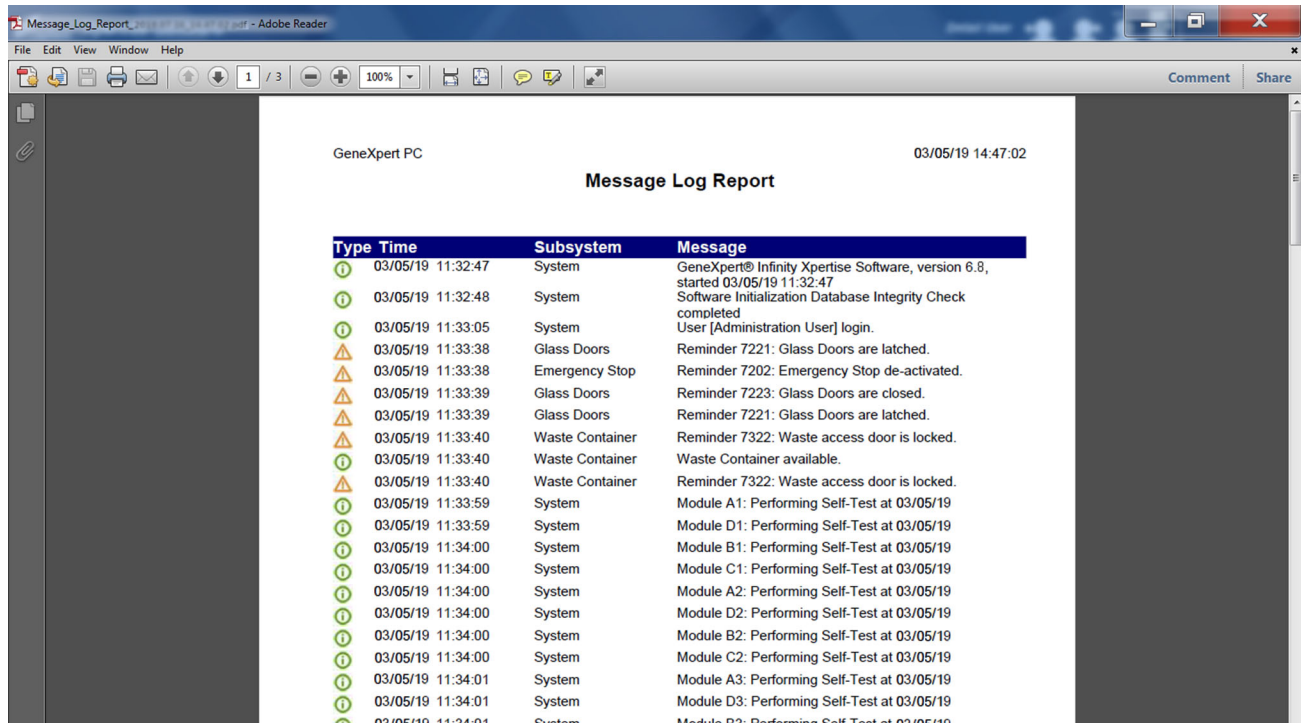 Message_Log_Report_ - Adobe Reader
File Edit View Window Help
1 / 3 100% Comment Share
GeneXpert PC 03/05/19 14:47:02
Message Log Report
Type Time Subsystem Message
03/05/19 11:32:47 System GeneXpert® Infinity Xpertise Software, version 6.8,
started 03/05/19 11:32:47
03/05/19 11:32:48 System Software Initialization Database Integrity Check
completed
03/05/19 11:33:05 System User [Administration User] login.
03/05/19 11:33:38 Glass Doors Reminder 7221: Glass Doors are latched.
03/05/19 11:33:38 Emergency Stop Reminder 7202: Emergency Stop de-activated.
03/05/19 11:33:39 Glass Doors Reminder 7223: Glass Doors are closed.
03/05/19 11:33:39 Glass Doors Reminder 7221: Glass Doors are latched.
03/05/19 11:33:40 Waste Container Reminder 7322: Waste access door is locked.
03/05/19 11:33:40 Waste Container Waste Container available.
03/05/19 11:33:40 Waste Container Reminder 7322: Waste access door is locked.
03/05/19 11:33:59 System Module A1: Performing Self-Test at 03/05/19
03/05/19 11:33:59 System Module D1: Performing Self-Test at 03/05/19
03/05/19 11:34:00 System Module B1: Performing Self-Test at 03/05/19
03/05/19 11:34:00 System Module C1: Performing Self-Test at 03/05/19
03/05/19 11:34:00 System Module A2: Performing Self-Test at 03/05/19
03/05/19 11:34:00 System Module D2: Performing Self-Test at 03/05/19
03/05/19 11:34:00 System Module B2: Performing Self-Test at 03/05/19
03/05/19 11:34:00 System Module C2: Performing Self-Test at 03/05/19
03/05/19 11:34:01 System Module A3: Performing Self-Test at 03/05/19
03/05/19 11:34:01 System Module D3: Performing Self-Test at 03/05/19
03/05/19 11:34:01 System Module B3: Performing Self-Test at 03/05/19